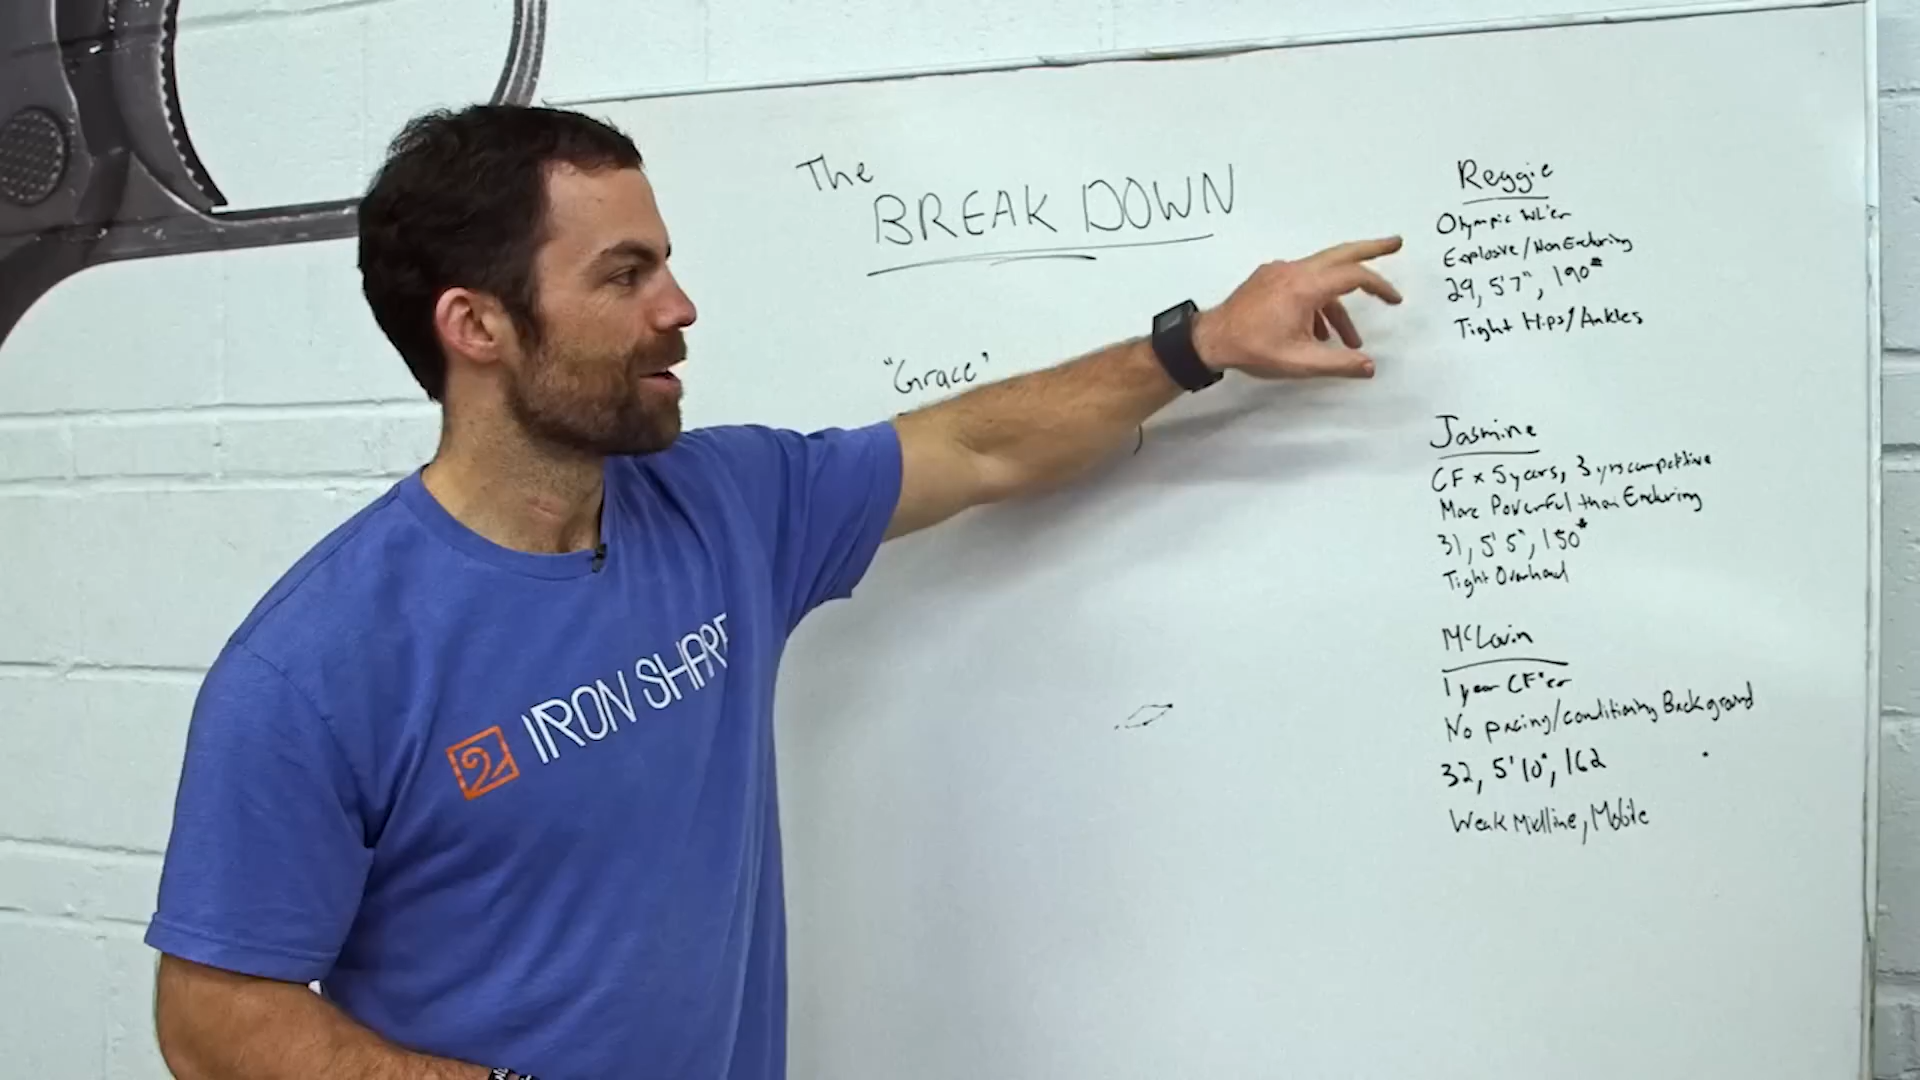 The
BREAK DOWN
"Grace"
Reggie
Olympic WL'er
Explosive/Non Enduring
29, 5'7", 190#
Tight Hips/Ankles
Jasmine
CF x 5 years, 3 yrs competitive
More Powerful than Enduring
31, 5'5", 150#
Tight Overhead
McLovin
1 year CF'er
No pacing/conditioning Background
32, 5'10", 162
Weak Midline, Mobile
IRON SHARP